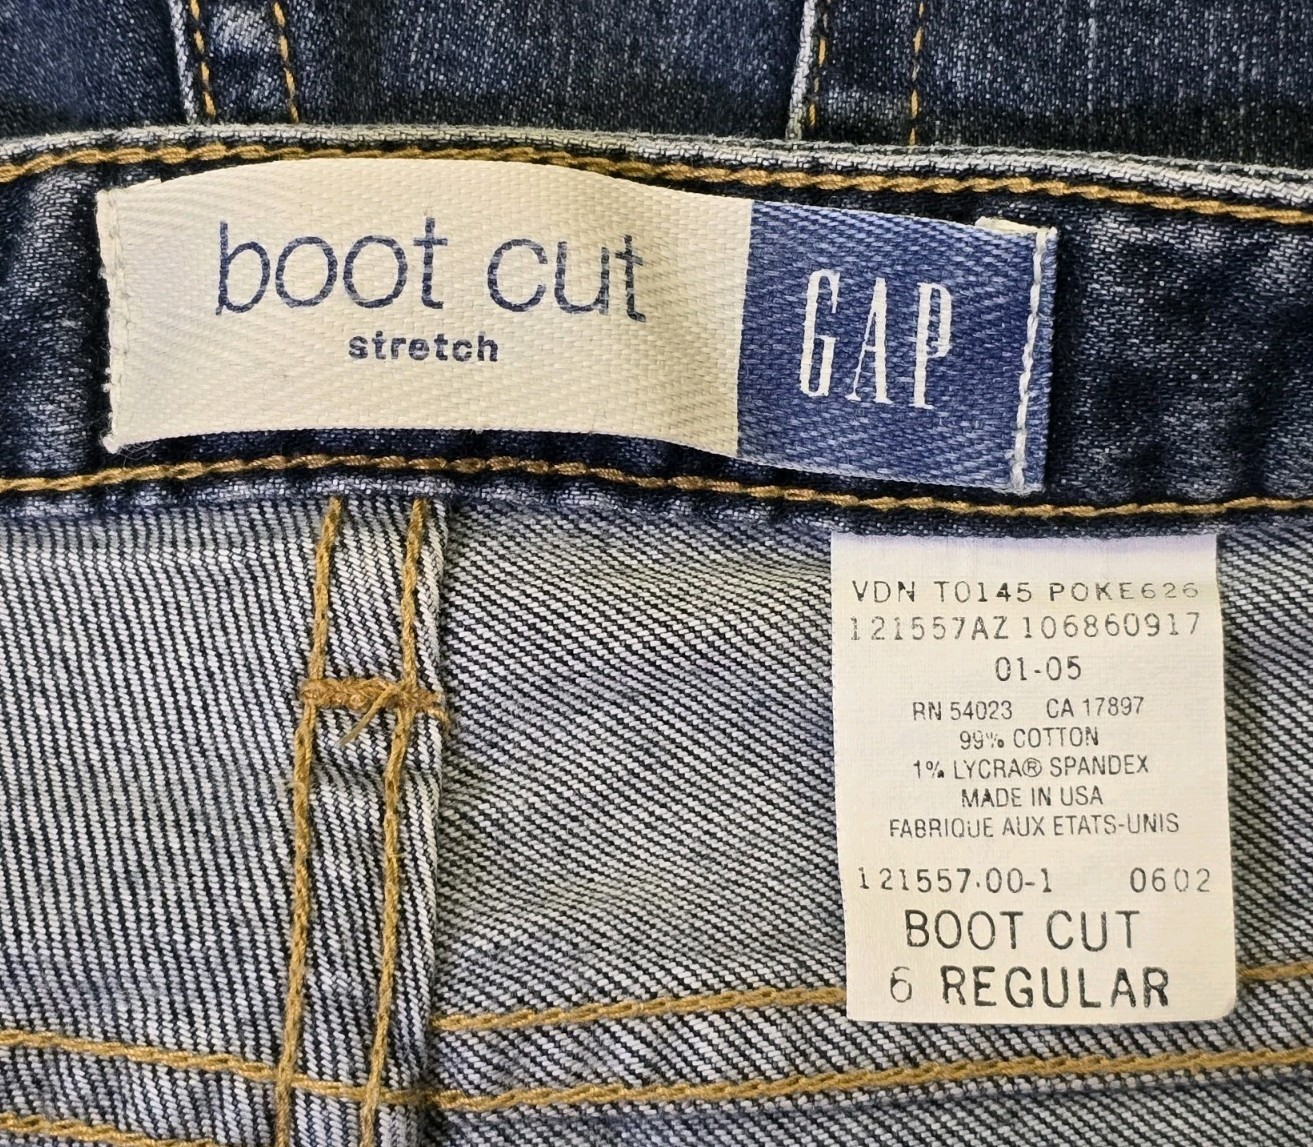 boot cut
stretch
GAP
VDN T0145 POKE626
121557AZ 106860917
01-05
RN 54023 CA 17897
99% COTTON
1% LYCRA® SPANDEX
MADE IN USA
FABRIQUE AUX ETATS-UNIS
121557·00-1 0602
BOOT CUT
6 REGULAR